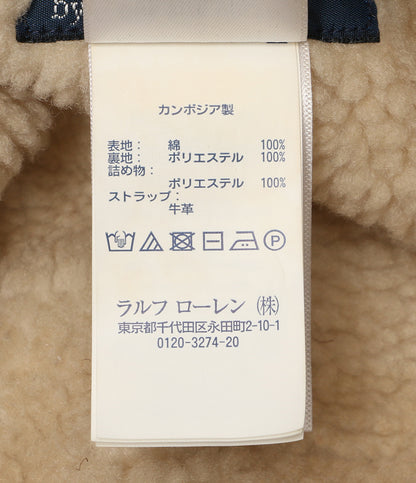 カンボジア製
表地: 綿 100%
裏地: ポリエステル 100%
詰め物:
ポリエステル 100%
ストラップ:
牛革
P
ラルフ ローレン (株)
東京都千代田区永田町2-10-1
0120-3274-20